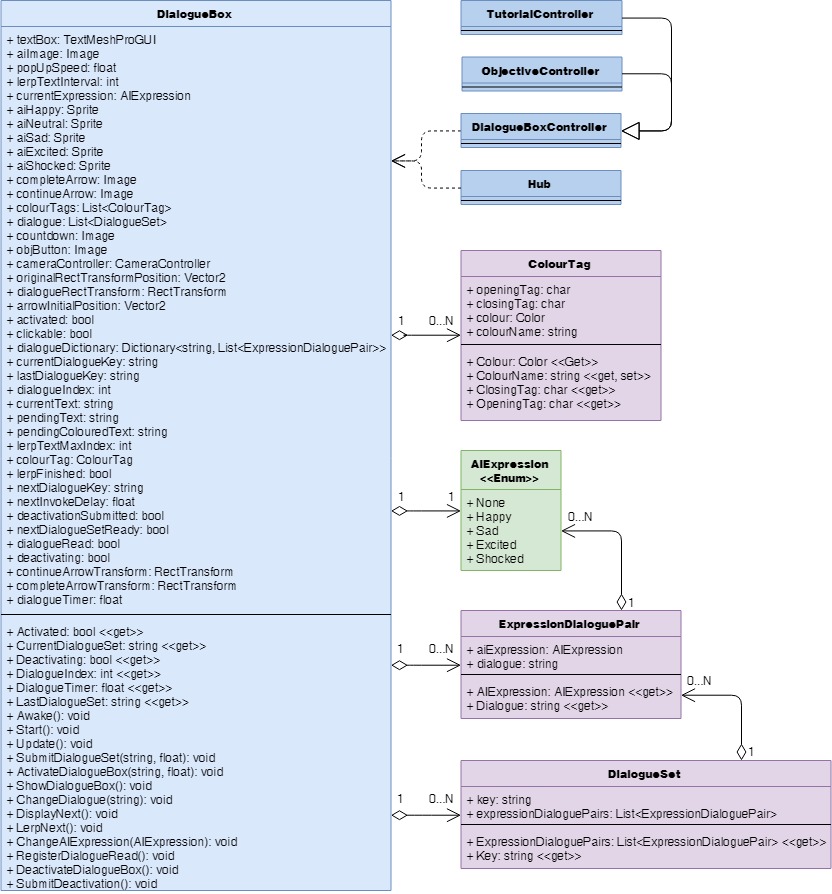 DialogueBox
+ textBox: TextMeshProGUI
+ aiImage: Image
+ popUpSpeed: float
+ lerpTextInterval: int
+ currentExpression: AIExpression
+ aiHappy: Sprite
+ aiNeutral: Sprite
+ aiSad: Sprite
+ aiExcited: Sprite
+ aiShocked: Sprite
+ completeArrow: Image
+ continueArrow: Image
+ colourTags: List<ColourTag>
+ dialogue: List<DialogueSet>
+ countdown: Image
+ objButton: Image
+ cameraController: CameraController
+ originalRectTransformPosition: Vector2
+ dialogueRectTransform: RectTransform
+ arrowInitialPosition: Vector2
+ activated: bool
+ clickable: bool
+ dialogueDictionary: Dictionary<string, List<ExpressionDialoguePair>>
+ currentDialogueKey: string
+ lastDialogueKey: string
+ dialogueIndex: int
+ currentText: string
+ pendingText: string
+ pendingColouredText: string
+ lerpTextMaxIndex: int
+ colourTag: ColourTag
+ lerpFinished: bool
+ nextDialogueKey: string
+ nextInvokeDelay: float
+ deactivationSubmitted: bool
+ nextDialogueSetReady: bool
+ dialogueRead: bool
+ deactivating: bool
+ continueArrowTransform: RectTransform
+ completeArrowTransform: RectTransform
+ dialogueTimer: float
+ Activated: bool <<get>>
+ CurrentDialogueSet: string <<get>>
+ Deactivating: bool <<get>>
+ DialogueIndex: int <<get>>
+ DialogueTimer: float <<get>>
+ LastDialogueSet: string <<get>>
+ Awake(): void
+ Start(): void
+ Update(): void
+ SubmitDialogueSet(string, float): void
+ ActivateDialogueBox(string, float): void
+ ShowDialogueBox(): void
+ ChangeDialogue(string): void
+ DisplayNext(): void
+ LerpNext(): void
+ ChangeAIExpression(AIExpression): void
+ RegisterDialogueRead(): void
+ DeactivateDialogueBox(): void
+ SubmitDeactivation(): void
TutorialController
ObjectiveController
DialogueBoxController
Hub
1 0...N
ColourTag
+ openingTag: char
+ closingTag: char
+ colour: Color
+ colourName: string
+ Colour: Color <<Get>>
+ ColourName: string <<get, set>>
+ ClosingTag: char <<get>>
+ OpeningTag: char <<get>>
1 1
AIExpression
<<Enum>>
+ None
+ Happy
+ Sad
+ Excited
+ Shocked
0...N
1
1 0...N
ExpressionDialoguePair
+ aiExpression: AIExpression
+ dialogue: string
+ AIExpression: AIExpression <<get>>
+ Dialogue: string <<get>>
0...N
1
1 0...N
DialogueSet
+ key: string
+ expressionDialoguePairs: List<ExpressionDialoguePair>
+ ExpressionDialoguePairs: List<ExpressionDialoguePair> <<get>>
+ Key: string <<get>>